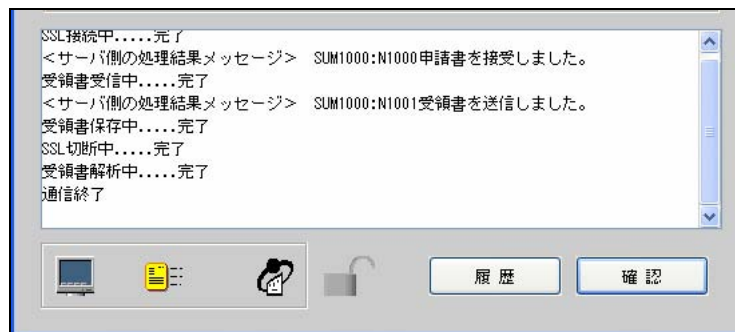 SSL接続中.....完了
<サーバ側の処理結果メッセージ>　SUM1000:N1000申請書を接受しました。
受領書受信中.....完了
<サーバ側の処理結果メッセージ>　SUM1000:N1001受領書を送信しました。
受領書保存中.....完了
SSL切断中.....完了
受領書解析中.....完了
通信終了
履歴
確認